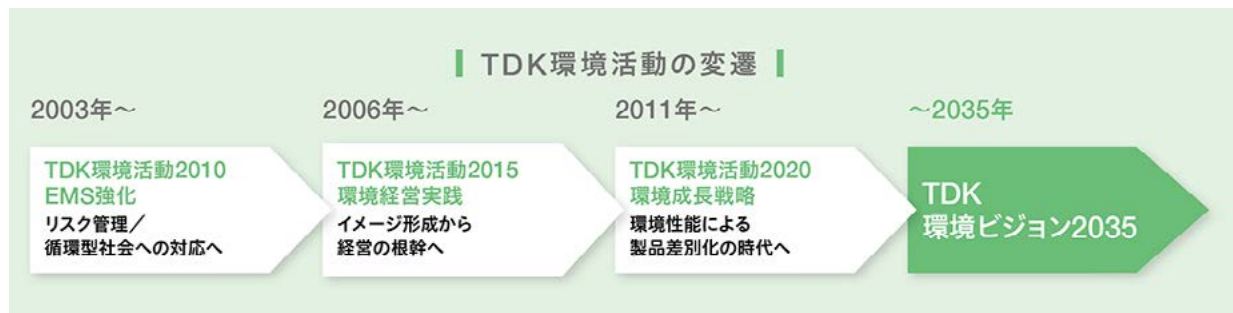 TDK環境活動の変遷
2003年〜
2006年〜
2011年〜
〜2035年
TDK環境活動2010
EMS強化
リスク管理／
循環型社会への対応へ
TDK環境活動2015
環境経営実践
イメージ形成から
経営の根幹へ
TDK環境活動2020
環境成長戦略
環境性能による
製品差別化の時代へ
TDK
環境ビジョン2035